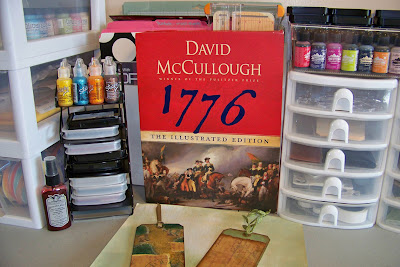 DAVID
McCULLOUGH
WINNER OF THE PULITZER PRIZE
1776
THE ILLUSTRATED EDITION